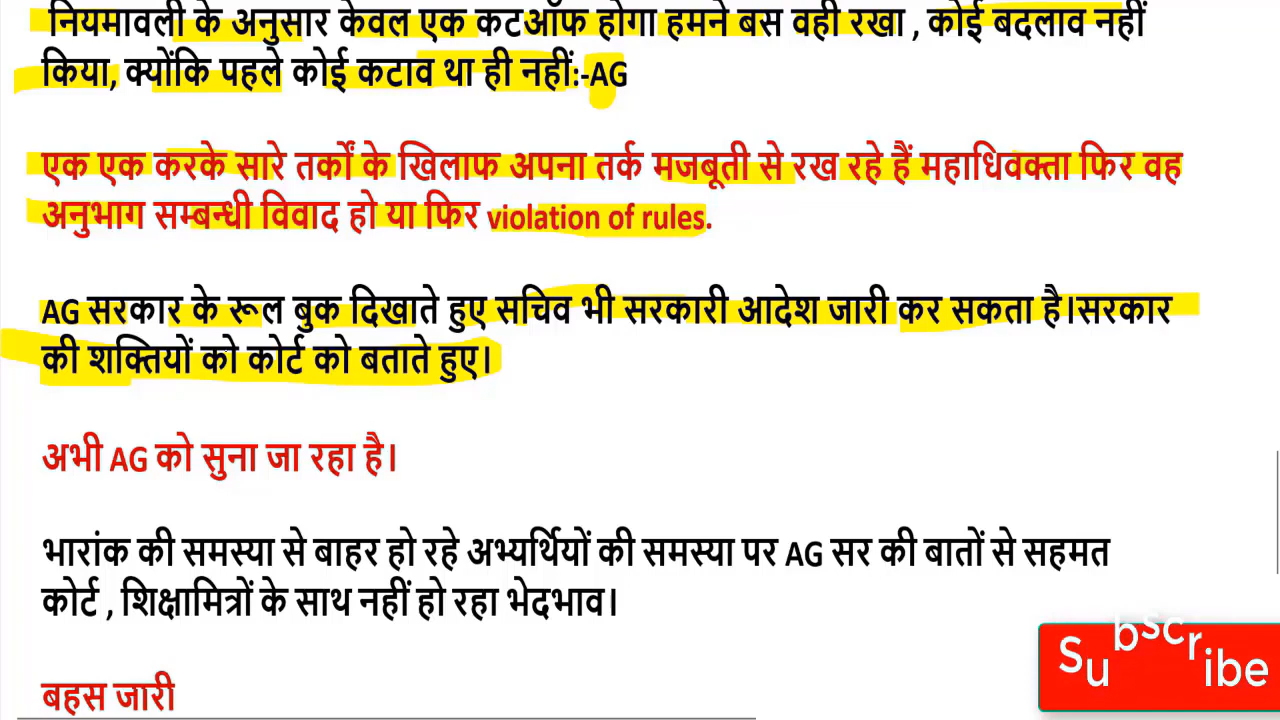 नियमावली के अनुसार केवल एक कटऑफ होगा हमने बस वही रखा , कोई बदलाव नहीं
किया, क्योंकि पहले कोई कटाव था ही नहीं:-AG
एक एक करके सारे तर्कों के खिलाफ अपना तर्क मजबूती से रख रहे हैं महाधिवक्ता फिर वह
अनुभाग सम्बन्धी विवाद हो या फिर violation of rules.
AG सरकार के रूल बुक दिखाते हुए सचिव भी सरकारी आदेश जारी कर सकता है।सरकार
की शक्तियों को कोर्ट को बताते हुए।
अभी AG को सुना जा रहा है।
भारांक की समस्या से बाहर हो रहे अभ्यर्थियों की समस्या पर AG सर की बातों से सहमत
कोर्ट , शिक्षामित्रों के साथ नहीं हो रहा भेदभाव।
Subscribe
बहस जारी